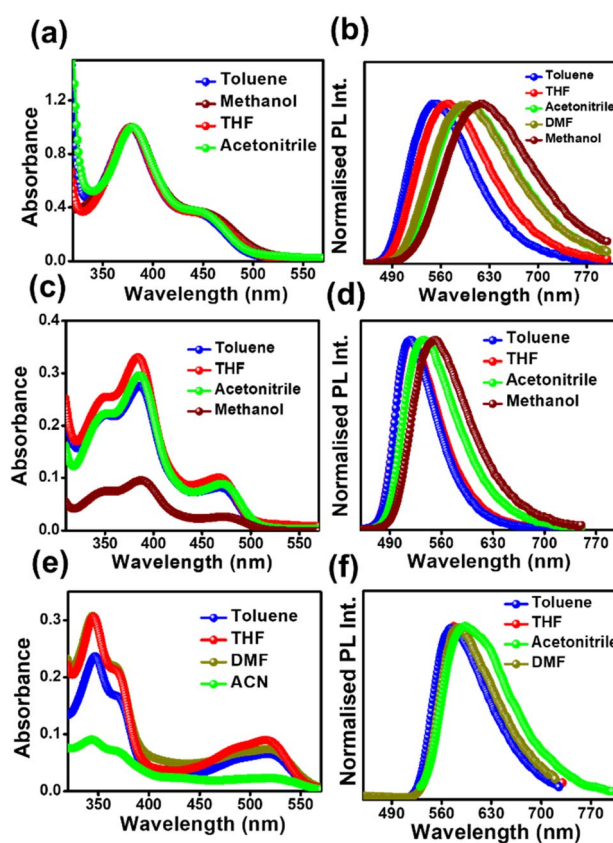 (a)
Toluene
Methanol
THF
Acetonitrile
1.2
0.8
0.4
0.0
Absorbance
350 400 450 500 550
Wavelength (nm)
(b)
Toluene
THF
Acetonitrile
DMF
Methanol
Normalised PL Int.
490 560 630 700 770
Wavelength (nm)
(c)
Toluene
THF
Acetonitrile
Methanol
0.4
0.3
0.2
0.1
0.0
Absorbance
350 400 450 500 550
Wavelength (nm)
(d)
Toluene
THF
Acetonitrile
Methanol
Normalised PL Int.
490 560 630 700 770
Wavelength (nm)
(e)
Toluene
THF
DMF
ACN
0.3
0.2
0.1
0.0
Absorbance
350 400 450 500 550
Wavelength (nm)
(f)
Toluene
THF
Acetonitrile
DMF
Normalised PL Int.
490 560 630 700 770
Wavelength (nm)